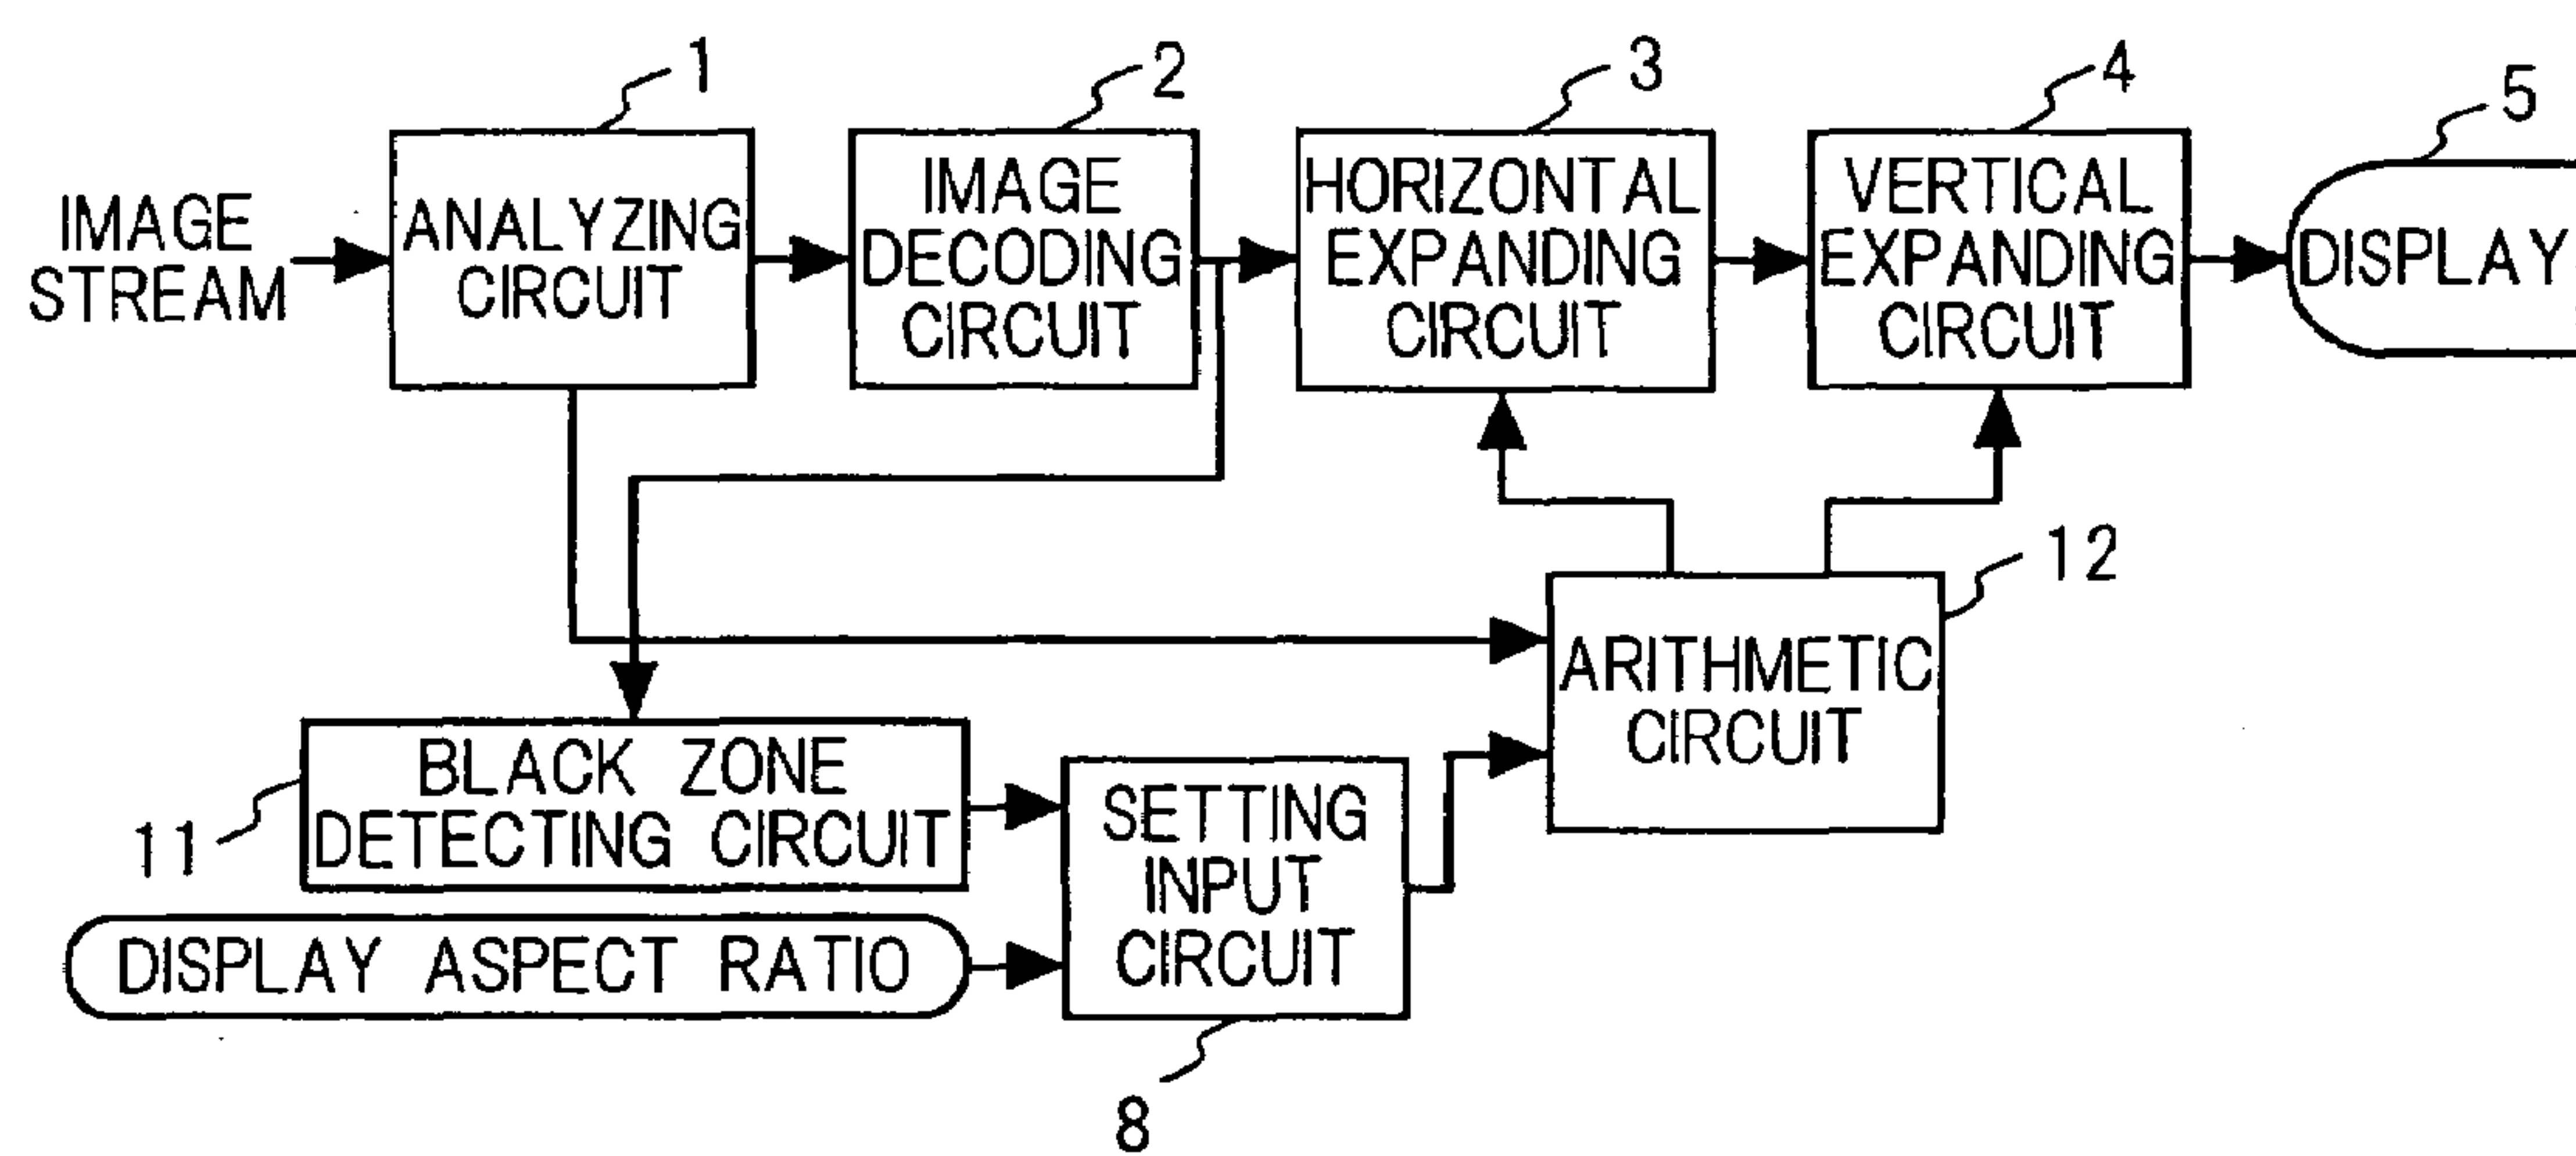 1
2
3
4
5
IMAGE
STREAM
ANALYZING
CIRCUIT
IMAGE
DECODING
CIRCUIT
HORIZONTAL
EXPANDING
CIRCUIT
VERTICAL
EXPANDING
CIRCUIT
DISPLAY
12
ARITHMETIC
CIRCUIT
11
BLACK ZONE
DETECTING CIRCUIT
SETTING
INPUT
CIRCUIT
DISPLAY ASPECT RATIO
8